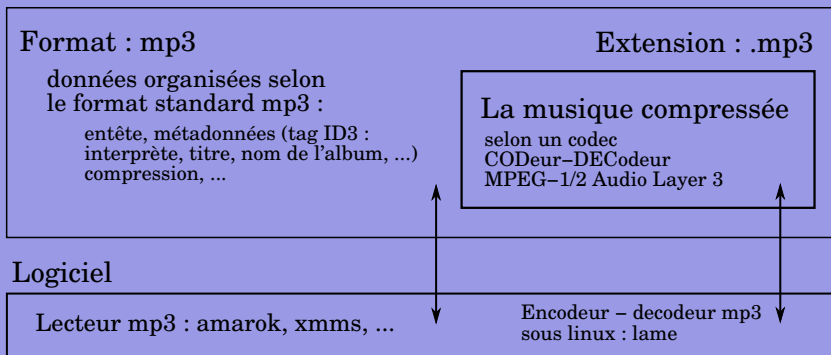 Format : mp3
Extension : .mp3
données organisées selon
le format standard mp3 :
entête, métadonnées (tag ID3 :
interprète, titre, nom de l'album, ...)
compression, ...
La musique compressée
selon un codec
CODeur−DECodeur
MPEG−1/2 Audio Layer 3
Logiciel
Lecteur mp3 : amarok, xmms, ...
Encodeur − decodeur mp3
sous linux : lame